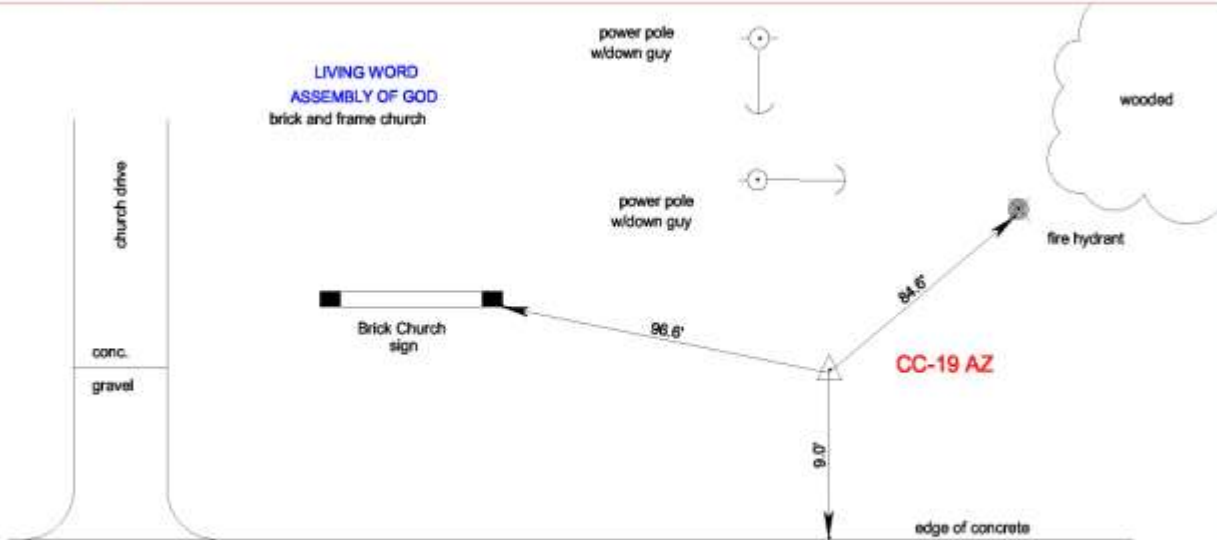 power pole
w/down guy
LIVING WORD
ASSEMBLY OF GOD
brick and frame church
wooded
church drive
power pole
w/down guy
fire hydrant
84.6'
Brick Church
sign
96.6'
conc.
gravel
CC-19 AZ
9.0'
edge of concrete